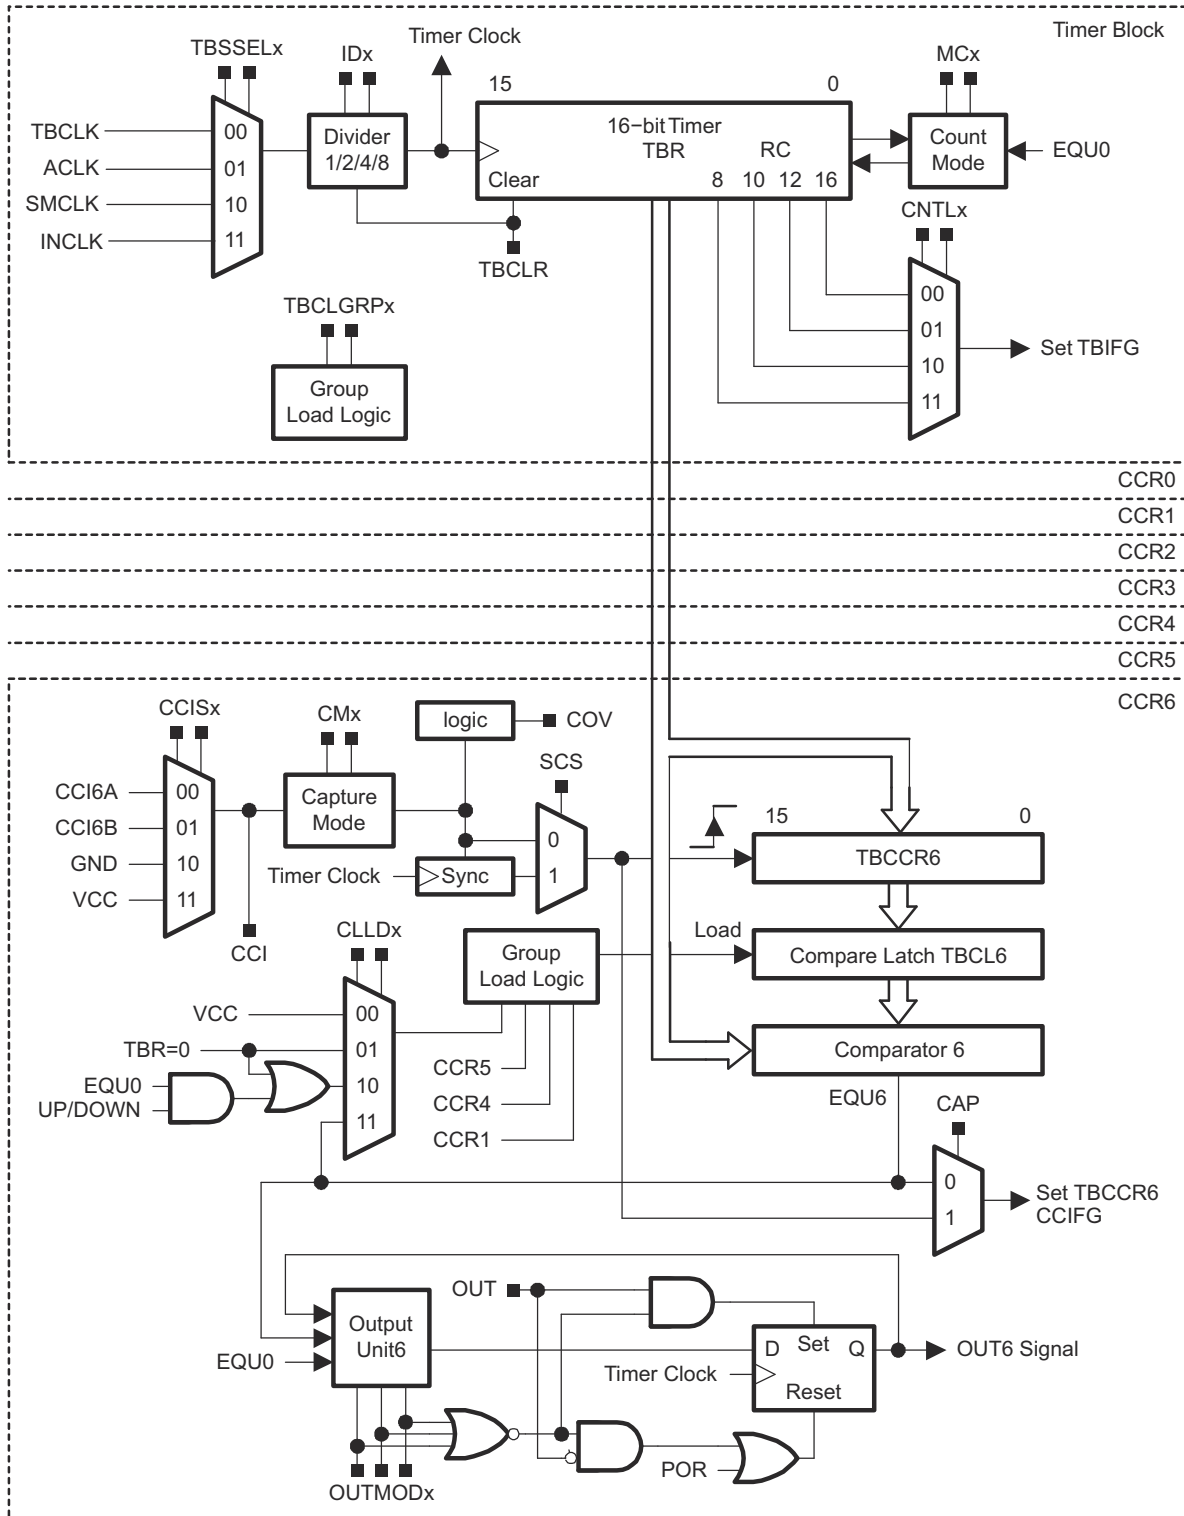 Timer Block
TBSSELx
IDx
Timer Clock
MCx
15
0
TBCLK
ACLK
SMCLK
INCLK
00
01
10
11
Divider
1/2/4/8
16−bit Timer
TBR
RC
Clear
8
10
12
16
Count
Mode
EQU0
TBCLR
CNTLx
00
01
10
11
Set TBIFG
TBCLGRPx
Group
Load Logic
CCR0
CCR1
CCR2
CCR3
CCR4
CCR5
CCR6
CCISx
CMx
logic
COV
SCS
CCI6A
CCI6B
GND
VCC
00
01
10
11
Capture
Mode
0
1
Timer Clock
Sync
CCI
15
0
TBCCR6
Load
Compare Latch TBCL6
Comparator 6
EQU6
CLLDx
Group
Load Logic
VCC
TBR=0
EQU0
UP/DOWN
00
01
10
11
CCR5
CCR4
CCR1
CAP
0
1
Set TBCCR6
CCIFG
OUT
Output
Unit6
EQU0
D
Set
Q
Timer Clock
Reset
OUT6 Signal
POR
OUTMODx